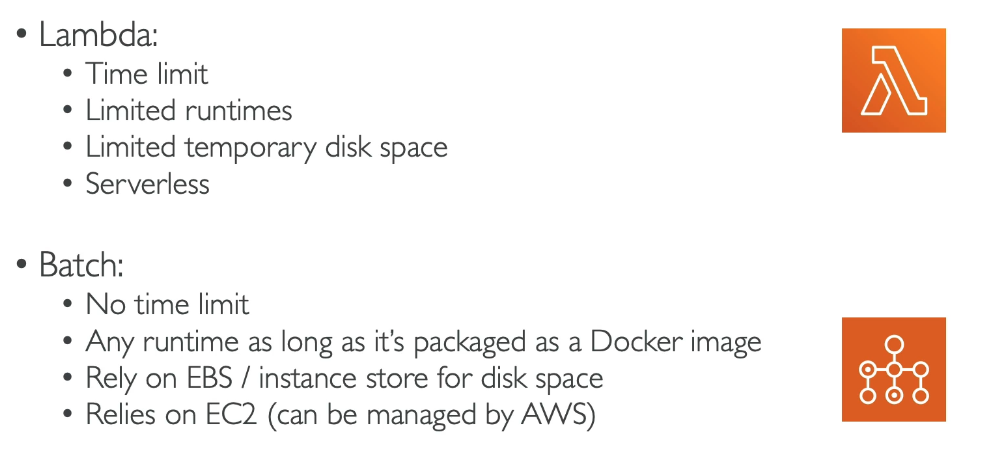 • Lambda:
• Time limit
• Limited runtimes
• Limited temporary disk space
• Serverless
• Batch:
• No time limit
• Any runtime as long as it's packaged as a Docker image
• Rely on EBS / instance store for disk space
• Relies on EC2 (can be managed by AWS)